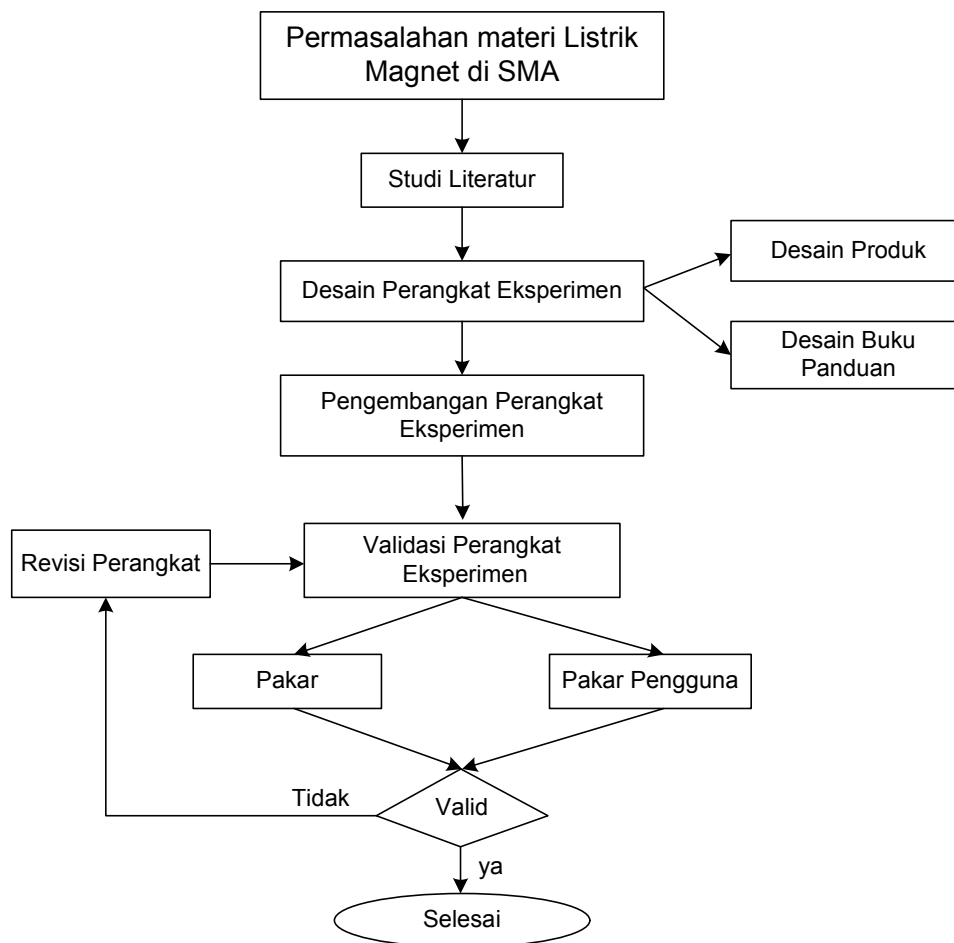 Permasalahan materi Listrik
Magnet di SMA
Studi Literatur
Desain Perangkat Eksperimen
Desain Produk
Desain Buku
Panduan
Pengembangan Perangkat
Eksperimen
Revisi Perangkat
Validasi Perangkat
Eksperimen
Pakar
Pakar Pengguna
Tidak
Valid
ya
Selesai